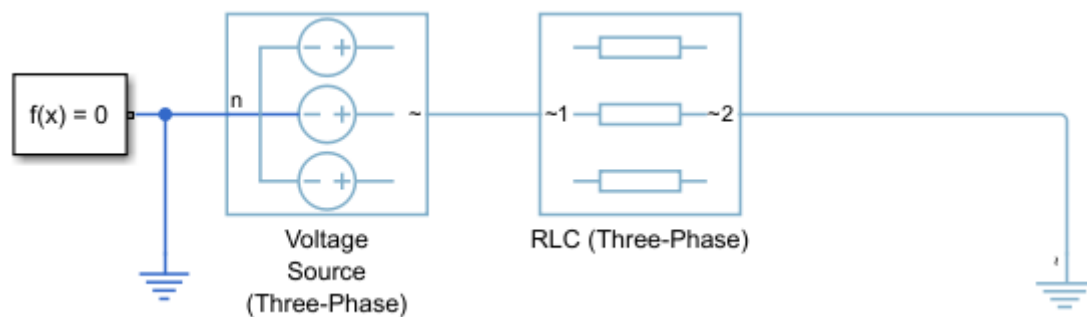 f(x) = 0
n
~
~1
~2
~
Voltage
Source
(Three-Phase)
RLC (Three-Phase)